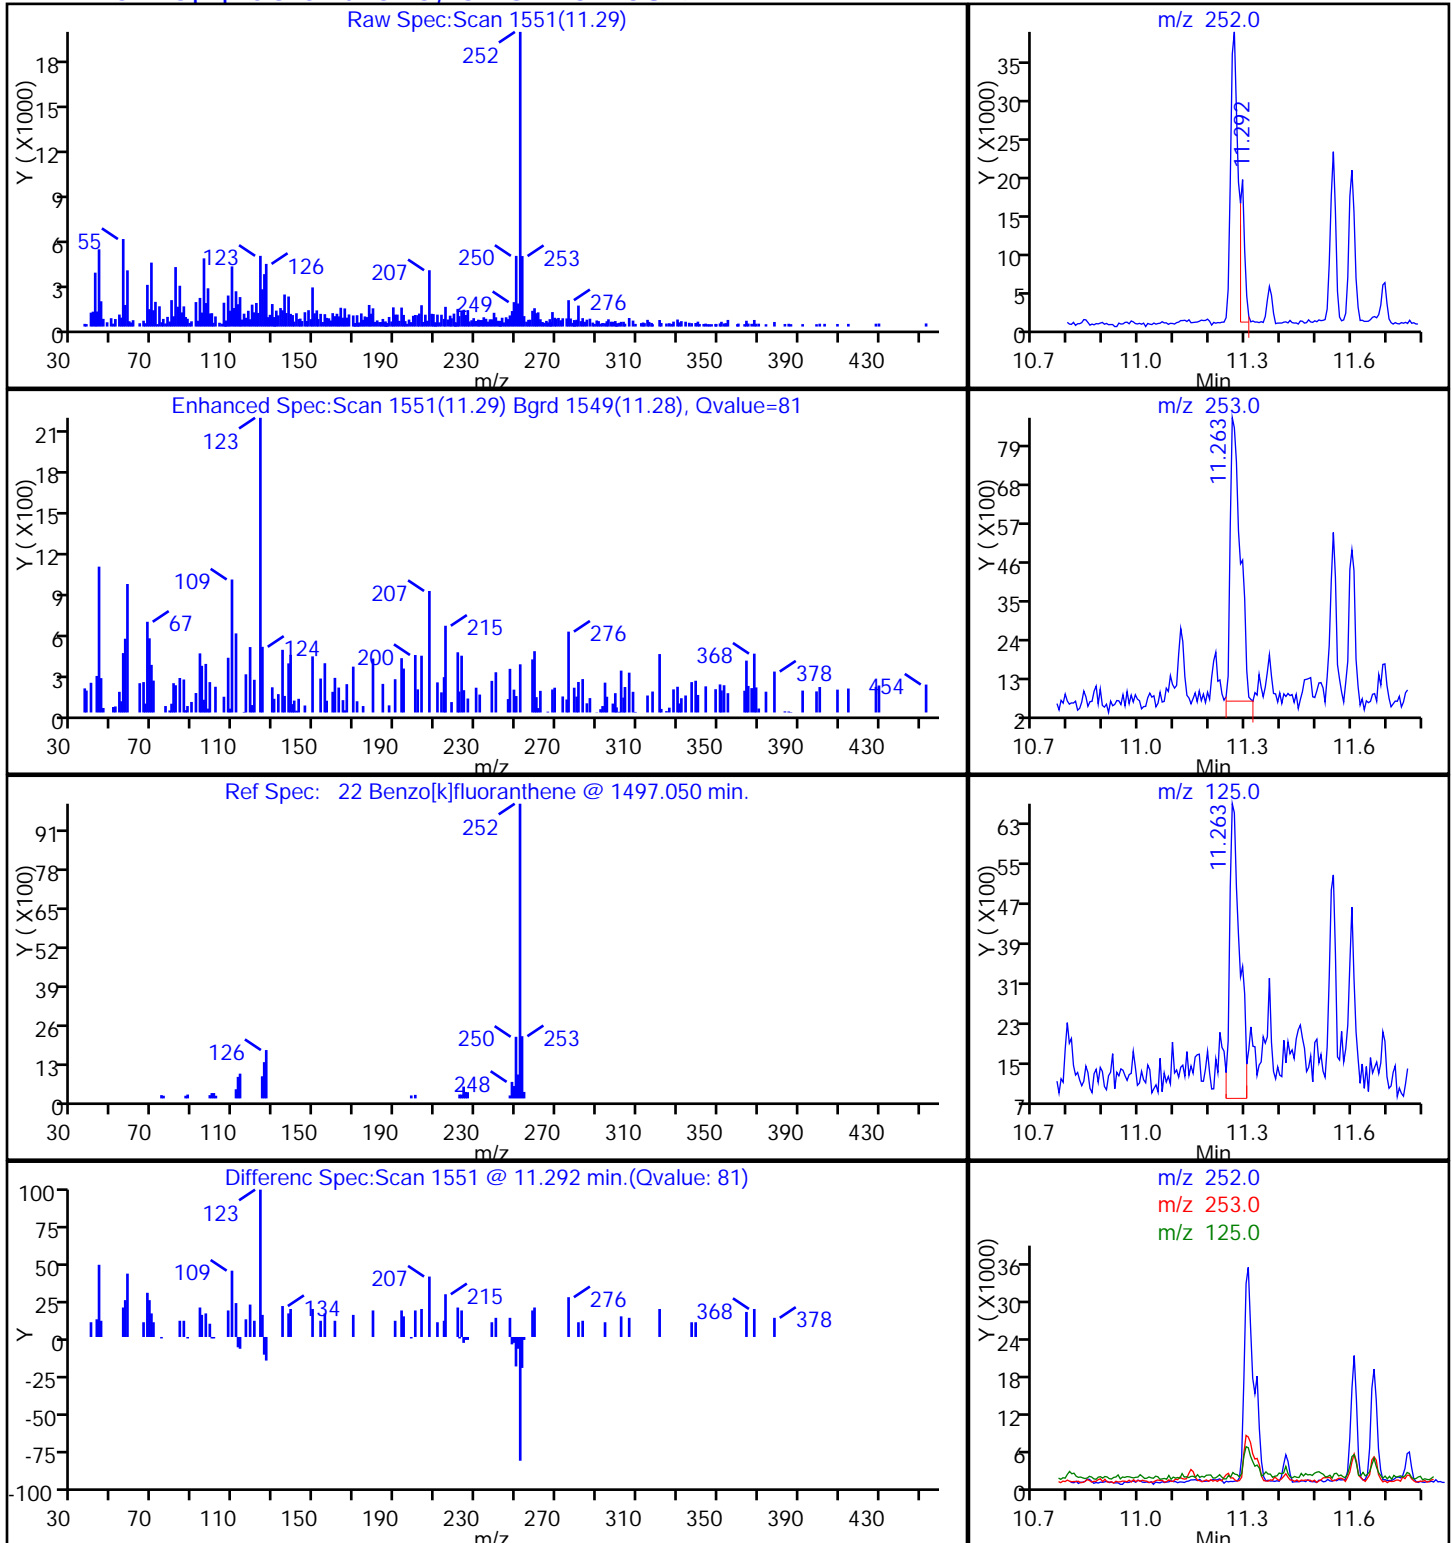 Raw Spec:Scan 1551(11.29)
Y ( X1000)
18
15
12
9
6
3
0
252
55
123
126
207
250
253
249
276
30 70 110 150 190 230 270 310 350 390 430
m/z
m/z 252.0
Y ( X1000)
35
30
25
20
15
10
5
0
11.292
10.7 11.0 11.3 11.6
Min
Enhanced Spec:Scan 1551(11.29) Bgrd 1549(11.28), Qvalue=81
Y ( X100)
21
18
15
12
9
6
3
0
123
109
67
124
207
200
215
276
368
378
454
30 70 110 150 190 230 270 310 350 390 430
m/z
m/z 253.0
Y ( X100)
79
68
57
46
35
24
13
2
11.263
10.7 11.0 11.3 11.6
Min
Ref Spec: 22 Benzo[k]fluoranthene @ 1497.050 min.
Y ( X100)
91
78
65
52
39
26
13
0
252
126
250
253
248
30 70 110 150 190 230 270 310 350 390 430
m/z
m/z 125.0
Y ( X100)
63
55
47
39
31
23
15
7
11.263
10.7 11.0 11.3 11.6
Min
Differenc Spec:Scan 1551 @ 11.292 min.(Qvalue: 81)
Y
100
75
50
25
0
-25
-50
-75
-100
123
109
134
207
215
276
368
378
30 70 110 150 190 230 270 310 350 390 430
m/z
m/z 252.0
m/z 253.0
m/z 125.0
Y ( X1000)
36
30
24
18
12
6
0
10.7 11.0 11.3 11.6
Min